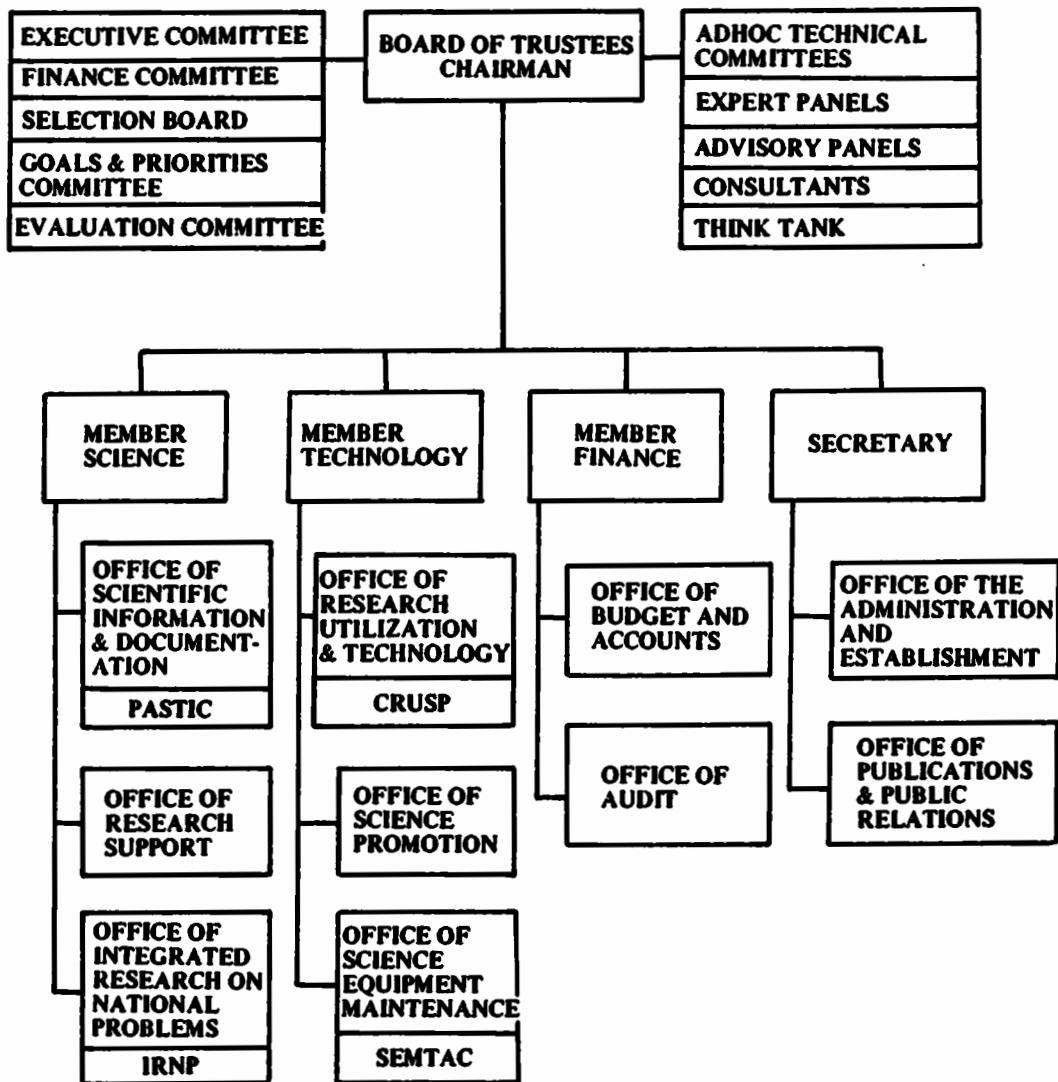 EXECUTIVE COMMITTEE
FINANCE COMMITTEE
SELECTION BOARD
GOALS & PRIORITIES
COMMITTEE
EVALUATION COMMITTEE
BOARD OF TRUSTEES
CHAIRMAN
ADHOC TECHNICAL
COMMITTEES
EXPERT PANELS
ADVISORY PANELS
CONSULTANTS
THINK TANK
MEMBER
SCIENCE
MEMBER
TECHNOLOGY
MEMBER
FINANCE
SECRETARY
OFFICE OF
SCIENTIFIC
INFORMATION
& DOCUMENT-
ATION
PASTIC
OFFICE OF
RESEARCH
SUPPORT
OFFICE OF
INTEGRATED
RESEARCH ON
NATIONAL
PROBLEMS
IRNP
OFFICE OF
RESEARCH
UTILIZATION
& TECHNOLOGY
CRUSP
OFFICE OF
SCIENCE
PROMOTION
OFFICE OF
SCIENCE
EQUIPMENT
MAINTENANCE
SEMTAC
OFFICE OF
BUDGET AND
ACCOUNTS
OFFICE OF
AUDIT
OFFICE OF THE
ADMINISTRATION
AND
ESTABLISHMENT
OFFICE OF
PUBLICATIONS
& PUBLIC
RELATIONS